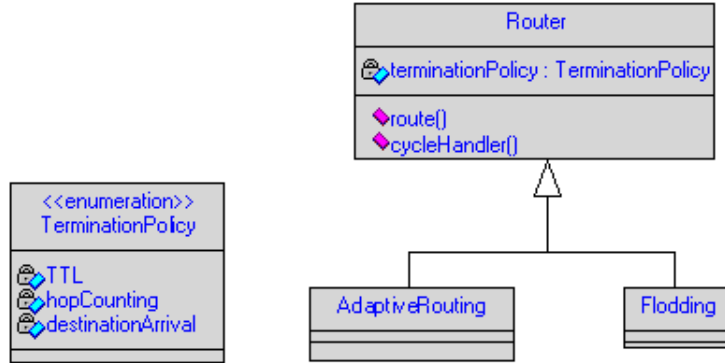 Router
terminationPolicy : TerminationPolicy
route()
cycleHandler()
<<enumeration>>
TerminationPolicy
TTL
hopCounting
destinationArrival
AdaptiveRouting
Flodding